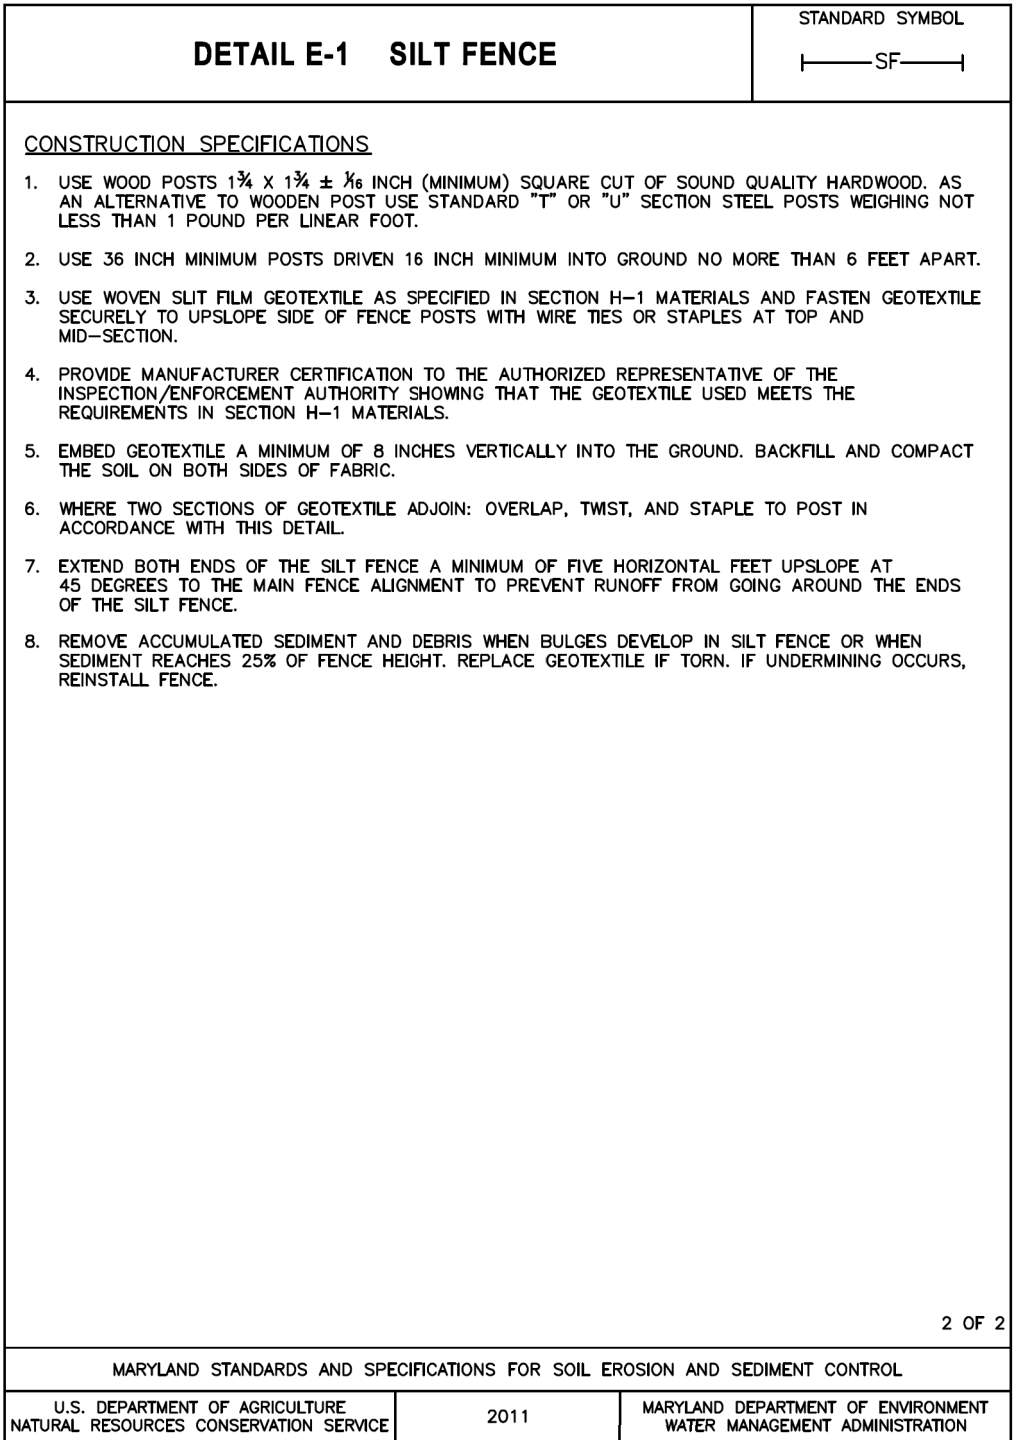 DETAIL E-1 SILT FENCE
STANDARD SYMBOL
SF
CONSTRUCTION SPECIFICATIONS
1. USE WOOD POSTS 1¾ X 1¾ ± 1⁄16 INCH (MINIMUM) SQUARE CUT OF SOUND QUALITY HARDWOOD. AS
AN ALTERNATIVE TO WOODEN POST USE STANDARD "T" OR "U" SECTION STEEL POSTS WEIGHING NOT
LESS THAN 1 POUND PER LINEAR FOOT.
2. USE 36 INCH MINIMUM POSTS DRIVEN 16 INCH MINIMUM INTO GROUND NO MORE THAN 6 FEET APART.
3. USE WOVEN SLIT FILM GEOTEXTILE AS SPECIFIED IN SECTION H-1 MATERIALS AND FASTEN GEOTEXTILE
SECURELY TO UPSLOPE SIDE OF FENCE POSTS WITH WIRE TIES OR STAPLES AT TOP AND
MID-SECTION.
4. PROVIDE MANUFACTURER CERTIFICATION TO THE AUTHORIZED REPRESENTATIVE OF THE
INSPECTION/ENFORCEMENT AUTHORITY SHOWING THAT THE GEOTEXTILE USED MEETS THE
REQUIREMENTS IN SECTION H-1 MATERIALS.
5. EMBED GEOTEXTILE A MINIMUM OF 8 INCHES VERTICALLY INTO THE GROUND. BACKFILL AND COMPACT
THE SOIL ON BOTH SIDES OF FABRIC.
6. WHERE TWO SECTIONS OF GEOTEXTILE ADJOIN: OVERLAP, TWIST, AND STAPLE TO POST IN
ACCORDANCE WITH THIS DETAIL.
7. EXTEND BOTH ENDS OF THE SILT FENCE A MINIMUM OF FIVE HORIZONTAL FEET UPSLOPE AT
45 DEGREES TO THE MAIN FENCE ALIGNMENT TO PREVENT RUNOFF FROM GOING AROUND THE ENDS
OF THE SILT FENCE.
8. REMOVE ACCUMULATED SEDIMENT AND DEBRIS WHEN BULGES DEVELOP IN SILT FENCE OR WHEN
SEDIMENT REACHES 25% OF FENCE HEIGHT. REPLACE GEOTEXTILE IF TORN. IF UNDERMINING OCCURS,
REINSTALL FENCE.
2 OF 2
MARYLAND STANDARDS AND SPECIFICATIONS FOR SOIL EROSION AND SEDIMENT CONTROL
U.S. DEPARTMENT OF AGRICULTURE
NATURAL RESOURCES CONSERVATION SERVICE
2011
MARYLAND DEPARTMENT OF ENVIRONMENT
WATER MANAGEMENT ADMINISTRATION